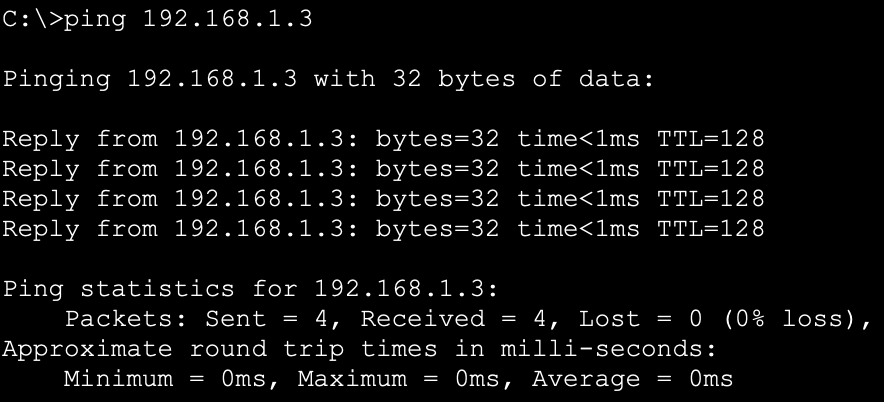 C:\>ping 192.168.1.3
Pinging 192.168.1.3 with 32 bytes of data:
Reply from 192.168.1.3: bytes=32 time<1ms TTL=128
Reply from 192.168.1.3: bytes=32 time<1ms TTL=128
Reply from 192.168.1.3: bytes=32 time<1ms TTL=128
Reply from 192.168.1.3: bytes=32 time<1ms TTL=128
Ping statistics for 192.168.1.3:
    Packets: Sent = 4, Received = 4, Lost = 0 (0% loss),
Approximate round trip times in milli-seconds:
    Minimum = 0ms, Maximum = 0ms, Average = 0ms